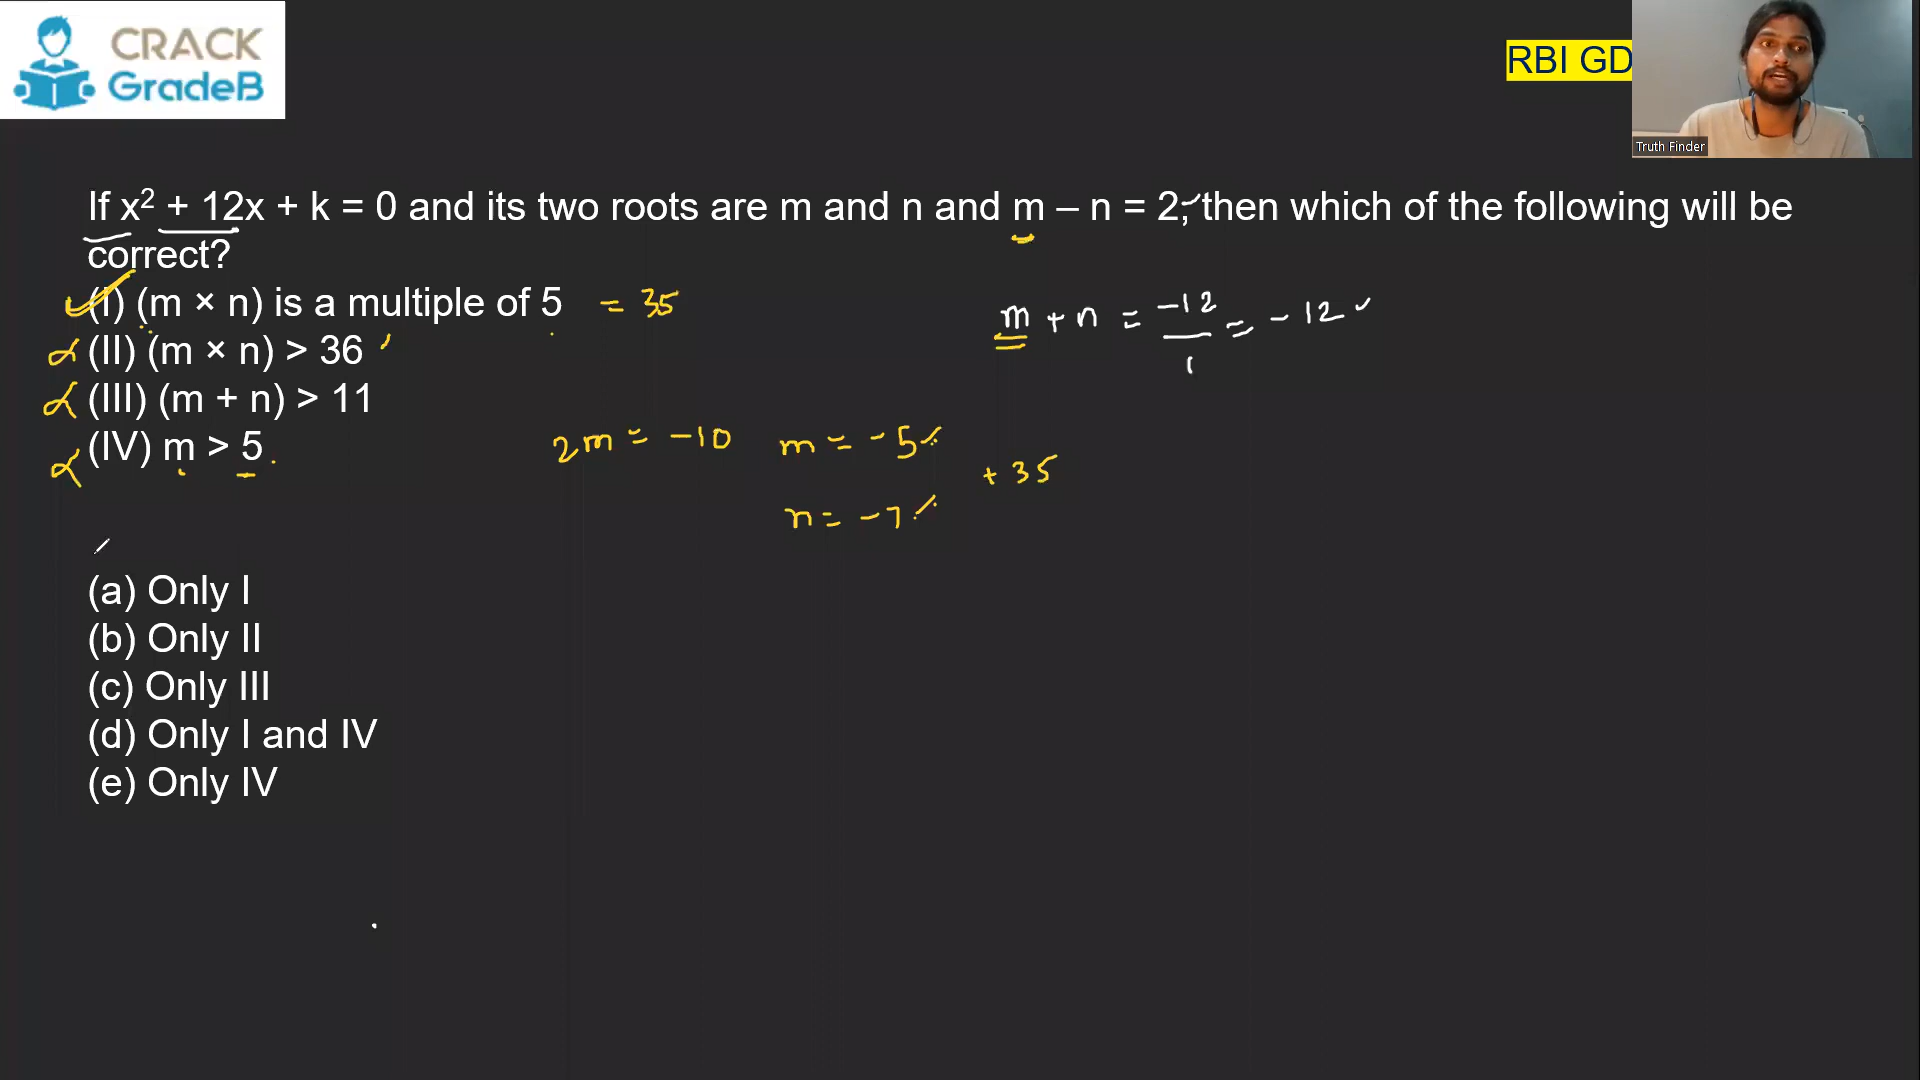 CRACK
GradeB
RBI GD
Truth Finder
If x² + 12x + k = 0 and its two roots are m and n and m – n = 2, then which of the following will be
correct?
(I) (m × n) is a multiple of 5 = 35
m + n = -12/1 = -12
(II) (m × n) > 36
(III) (m + n) > 11
(IV) m > 5
2m = -10 m = -5
+35
n = -7
(a) Only I
(b) Only II
(c) Only III
(d) Only I and IV
(e) Only IV